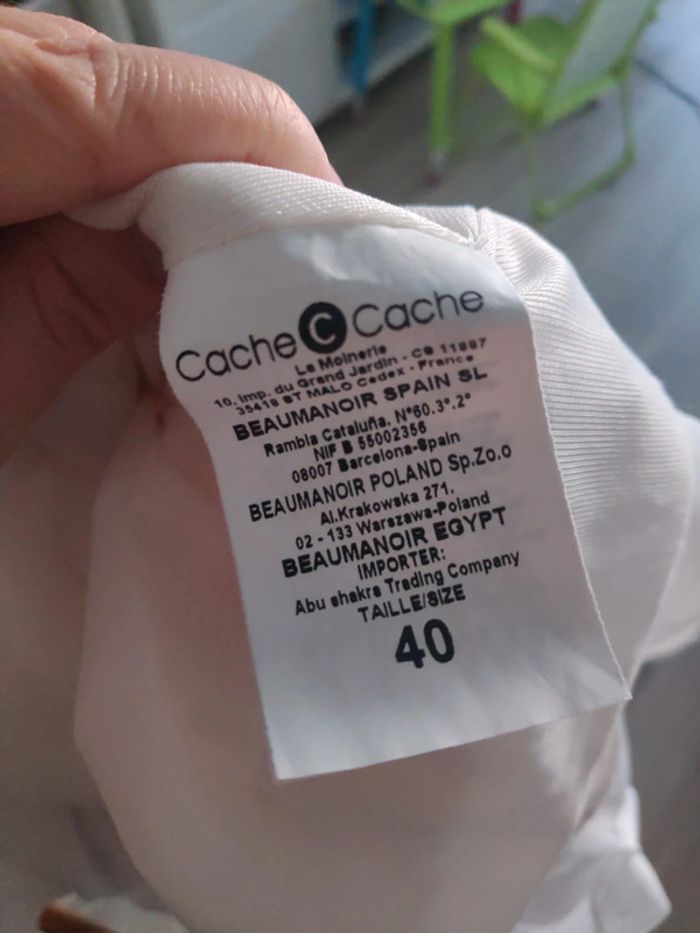 Cache C Cache
La Moinerie
10, Imp. du Grand Jardin - CS 11887
35418 ST MALO Cedex - France
BEAUMANOIR SPAIN SL
Rambla Cataluña. N°60.3°.2°
NIF B 55002356
08007 Barcelona-Spain
BEAUMANOIR POLAND Sp.Zo.o
Al.Krakowska 271.
02 - 133 Warszawa-Poland
BEAUMANOIR EGYPT
IMPORTER:
Abu shakra Trading Company
TAILLE/SIZE
40